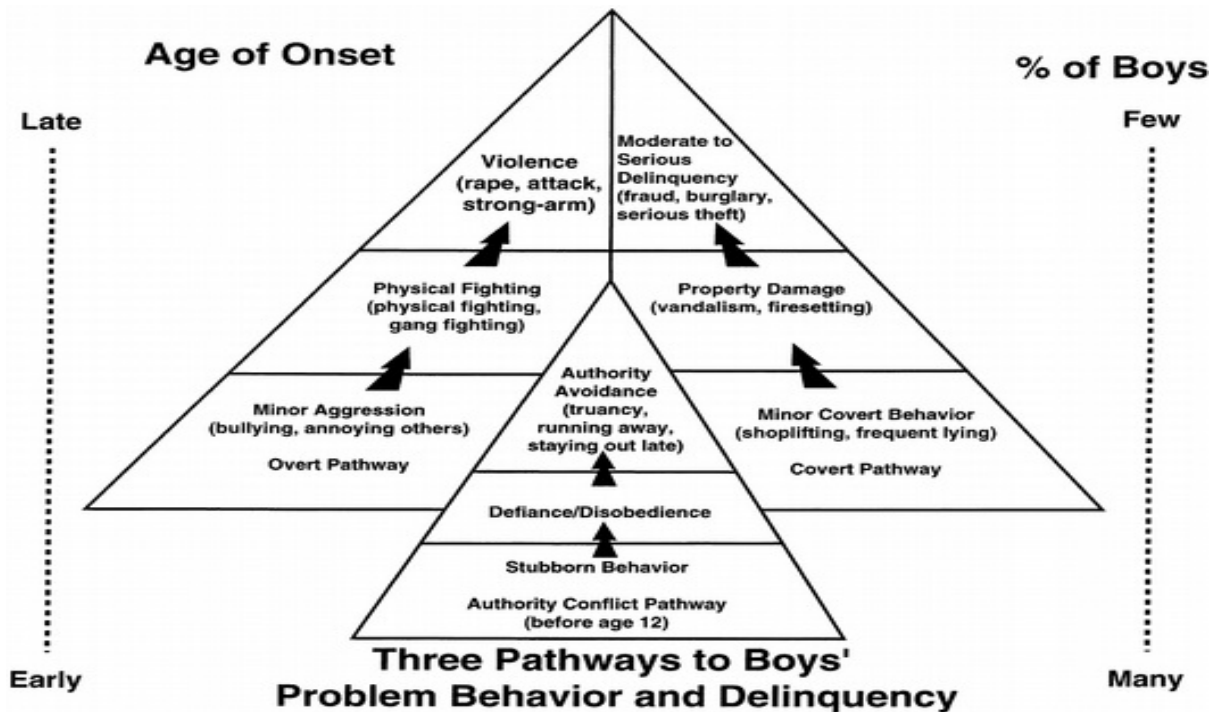 Age of Onset
% of Boys
Late
Few
Violence
(rape, attack,
strong-arm)
Moderate to
Serious
Delinquency
(fraud, burglary,
serious theft)
Physical Fighting
(physical fighting,
gang fighting)
Property Damage
(vandalism, firesetting)
Authority
Avoidance
(truancy,
running away,
staying out late)
Minor Aggression
(bullying, annoying others)
Overt Pathway
Minor Covert Behavior
(shoplifting, frequent lying)
Covert Pathway
Defiance/Disobedience
Stubborn Behavior
Authority Conflict Pathway
(before age 12)
Early
Many
Three Pathways to Boys'
Problem Behavior and Delinquency